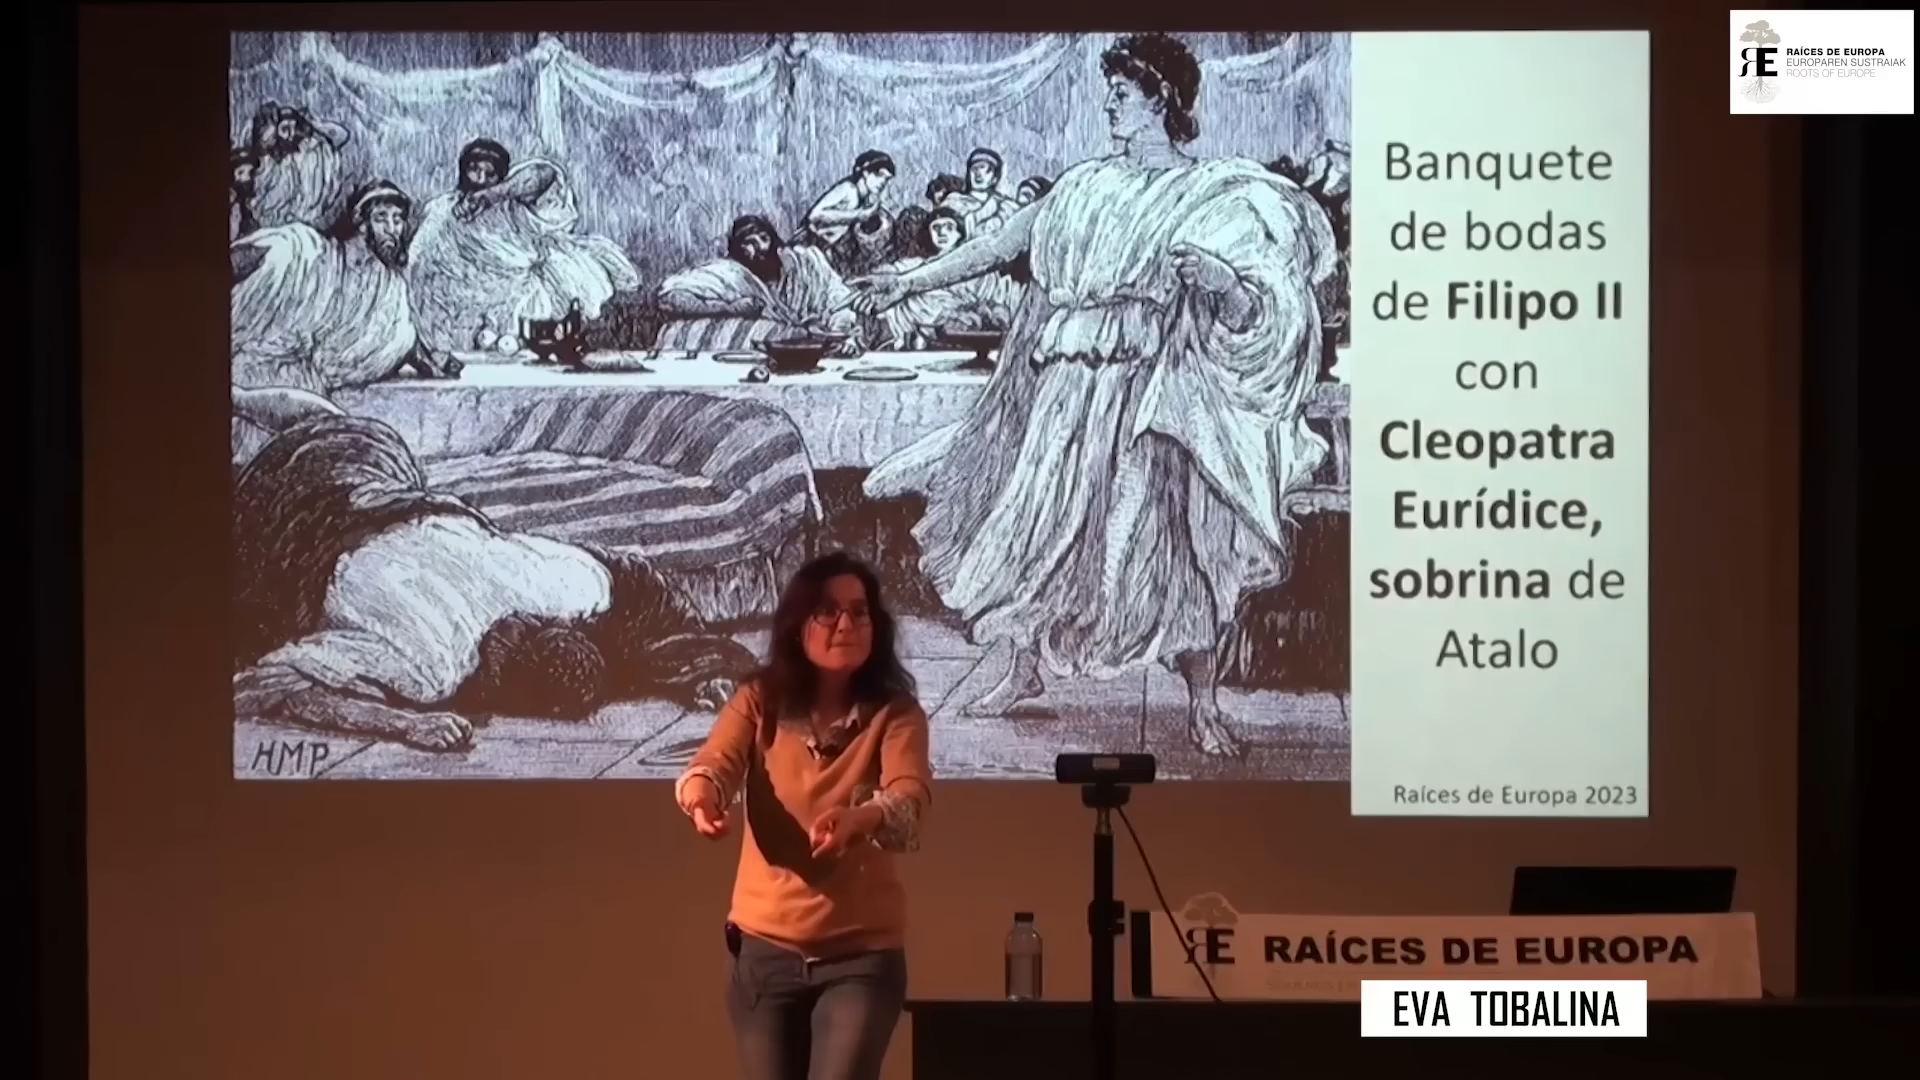 RAÍCES DE EUROPA
EUROPAREN SUSTRAIAK
ROOTS OF EUROPE
Banquete
de bodas
de Filipo II
con
Cleopatra
Eurídice,
sobrina de
Atalo
Raíces de Europa 2023
HMP
RE RAÍCES DE EUROPA
EVA TOBALINA